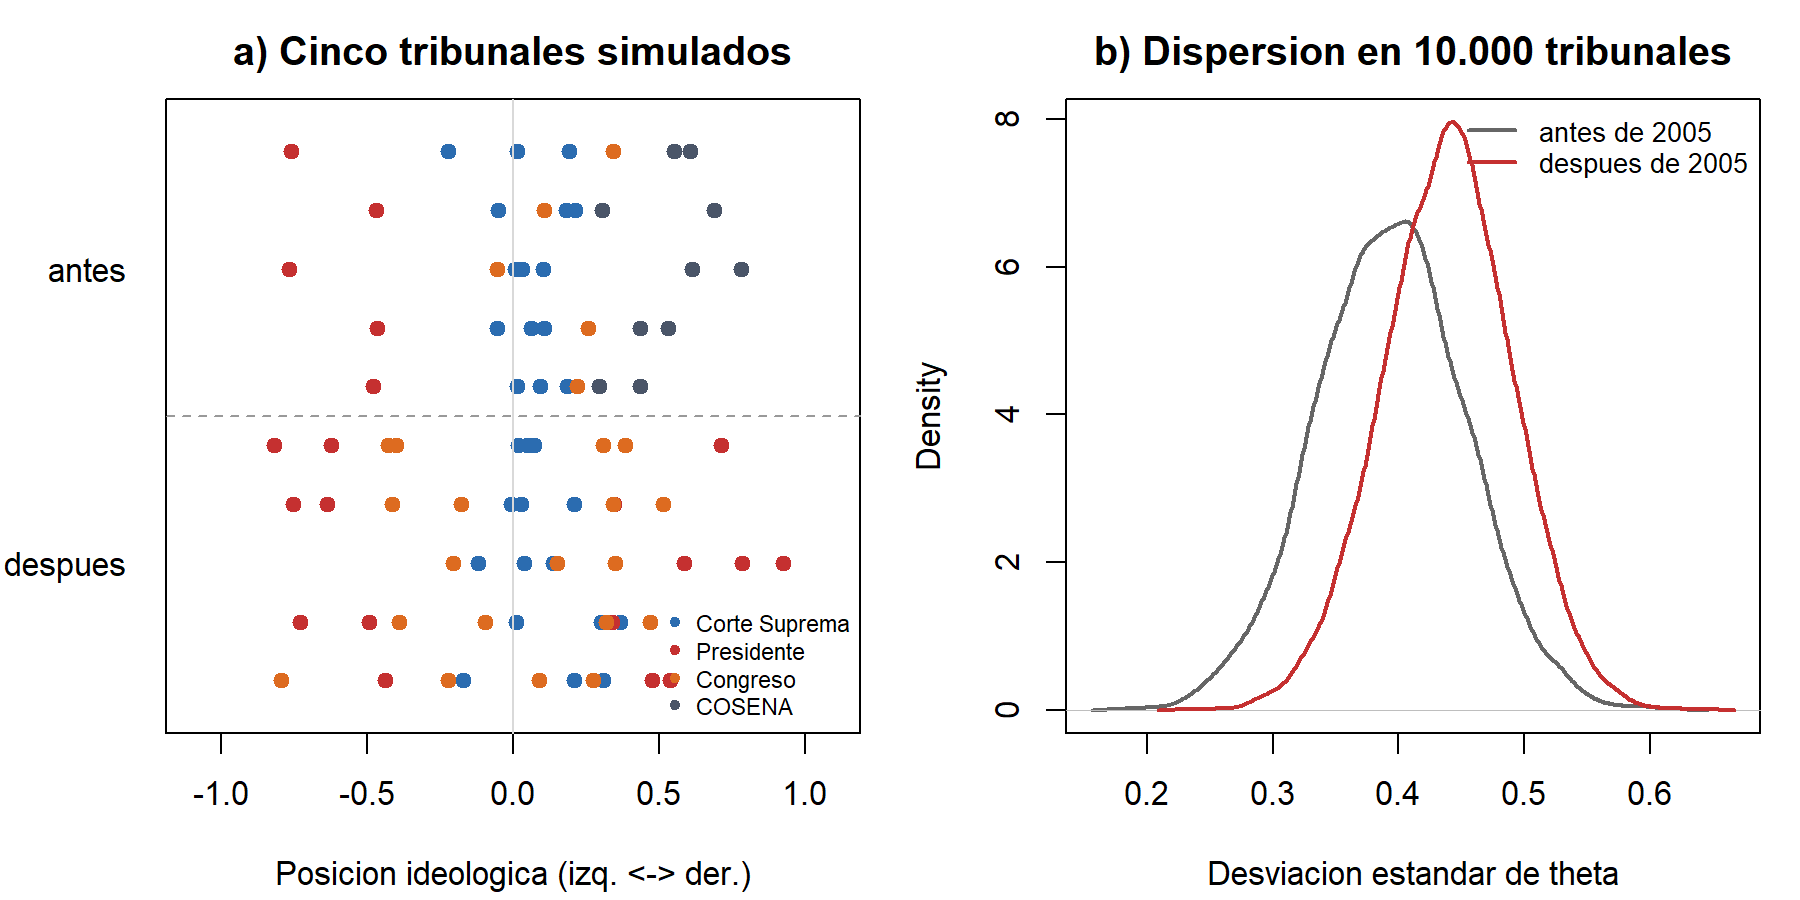 a) Cinco tribunales simulados
antes
despues
Corte Suprema
Presidente
Congreso
COSENA
-1.0 -0.5 0.0 0.5 1.0
Posicion ideologica (izq. <-> der.)
b) Dispersion en 10.000 tribunales
antes de 2005
despues de 2005
Density
8
6
4
2
0
0.2 0.3 0.4 0.5 0.6
Desviacion estandar de theta